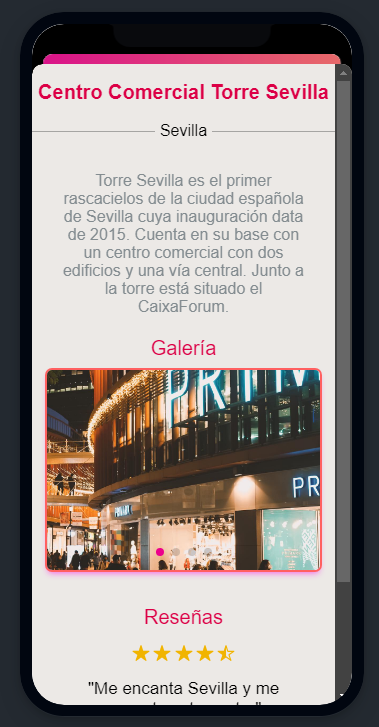 Centro Comercial Torre Sevilla
Sevilla
Torre Sevilla es el primer
rascacielos de la ciudad española
de Sevilla cuya inauguración data
de 2015. Cuenta en su base con
un centro comercial con dos
edificios y una vía central. Junto a
la torre está situado el
CaixaForum.
Galería
PRIM
PR
PRIMARK
Reseñas
"Me encanta Sevilla y me